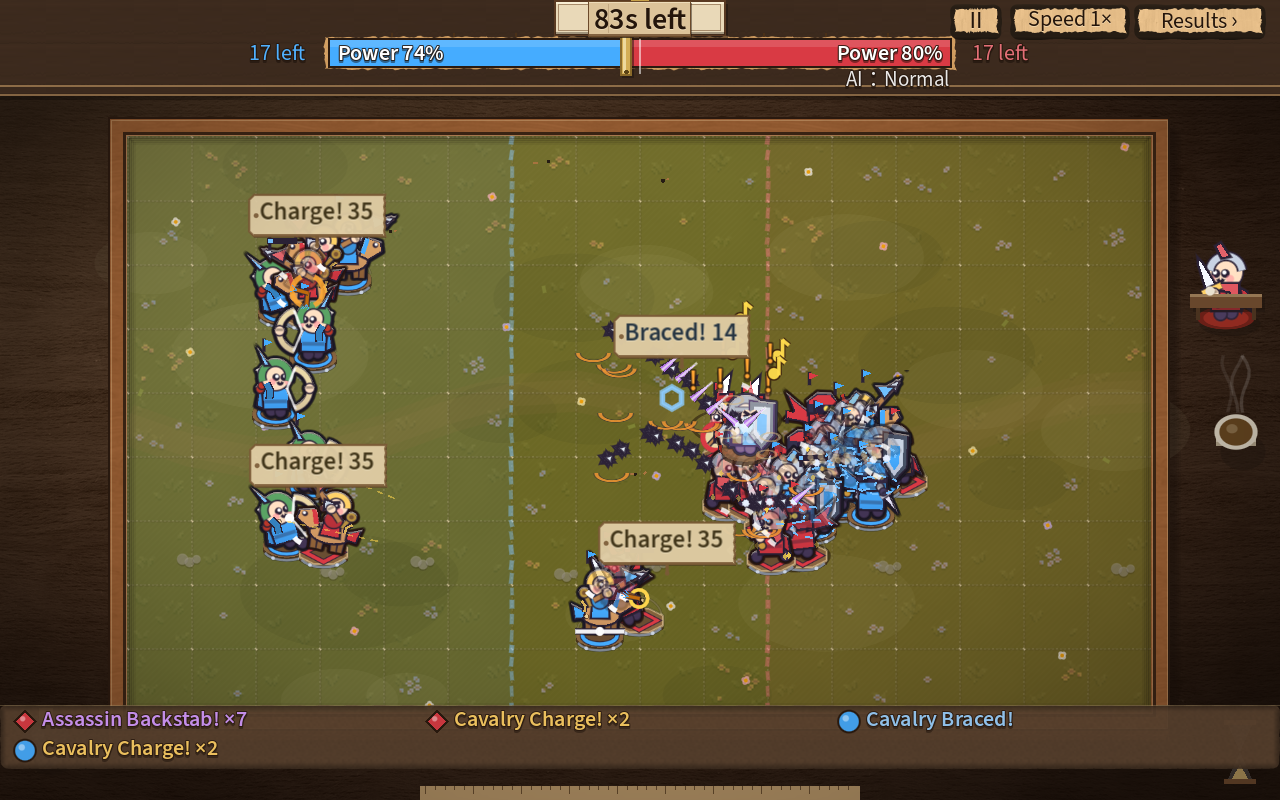 83s left
II
Speed 1×
Results ›
17 left
Power 74%
Power 80%
17 left
AI：Normal
Charge! 35
Braced! 14
Charge! 35
Charge! 35
Assassin Backstab! ×7
Cavalry Charge! ×2
Cavalry Braced!
Cavalry Charge! ×2